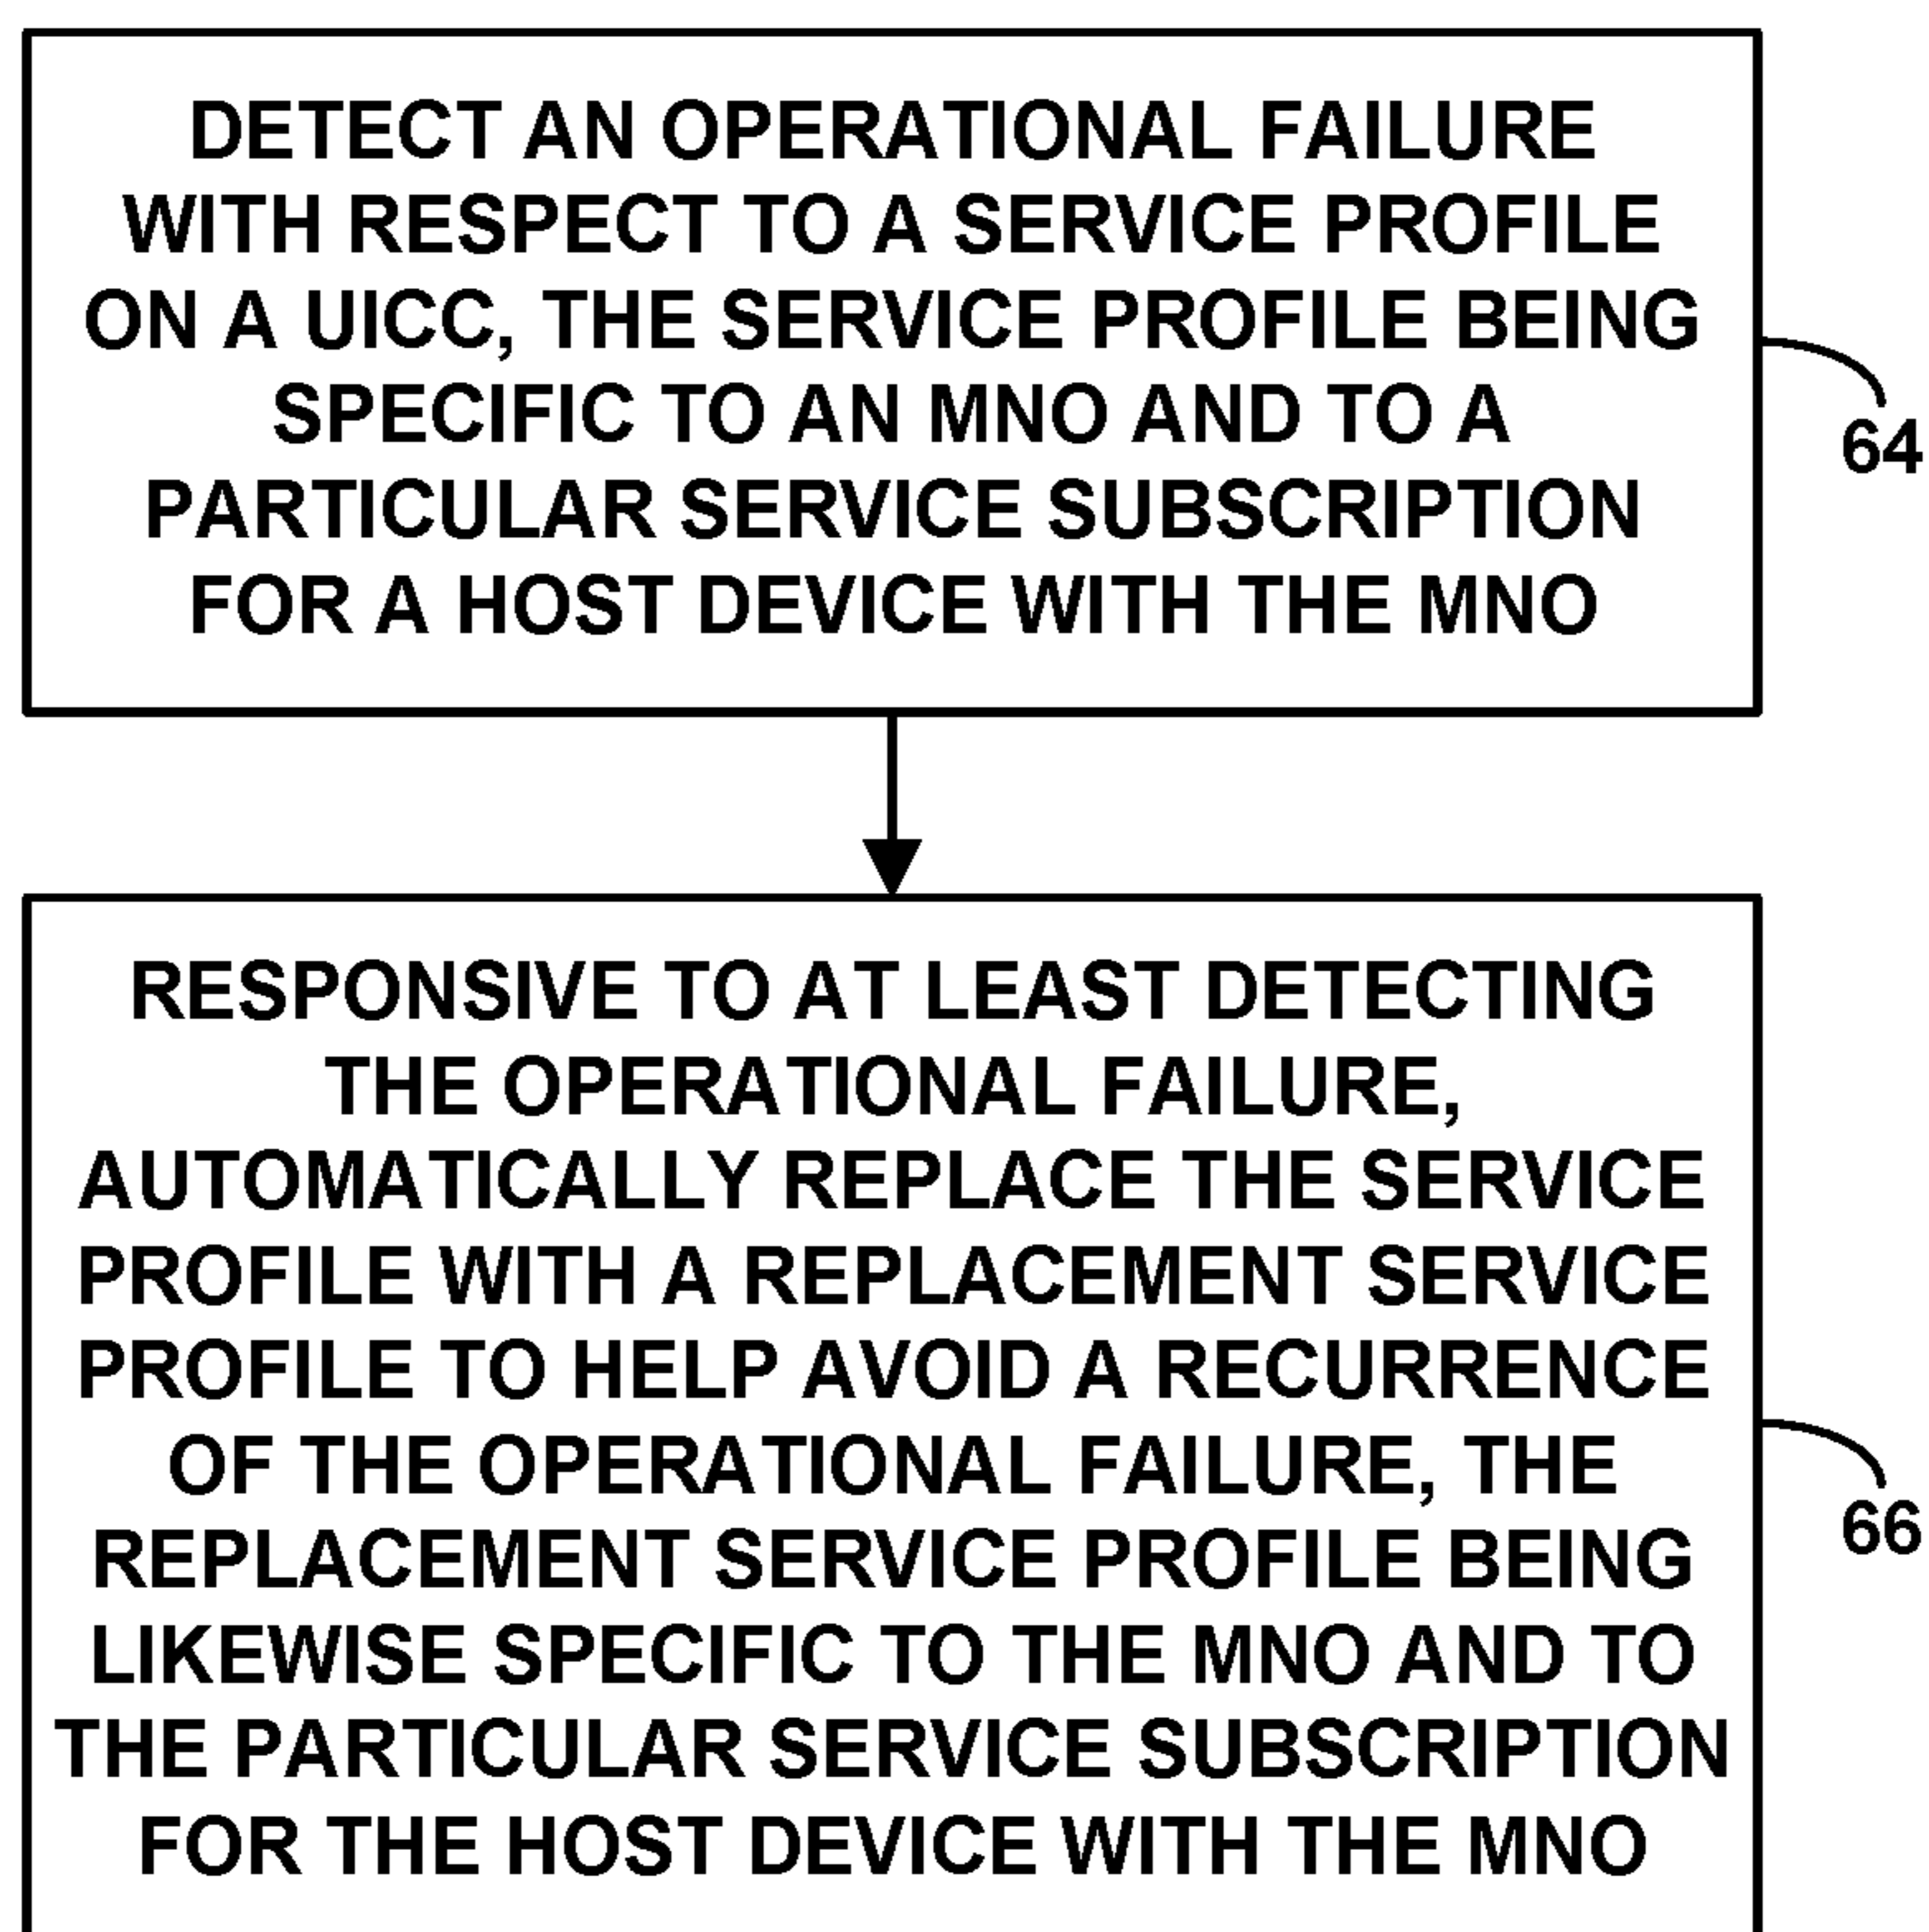 DETECT AN OPERATIONAL FAILURE
WITH RESPECT TO A SERVICE PROFILE
ON A UICC, THE SERVICE PROFILE BEING
SPECIFIC TO AN MNO AND TO A
PARTICULAR SERVICE SUBSCRIPTION
FOR A HOST DEVICE WITH THE MNO
64
RESPONSIVE TO AT LEAST DETECTING
THE OPERATIONAL FAILURE,
AUTOMATICALLY REPLACE THE SERVICE
PROFILE WITH A REPLACEMENT SERVICE
PROFILE TO HELP AVOID A RECURRENCE
OF THE OPERATIONAL FAILURE, THE
REPLACEMENT SERVICE PROFILE BEING
LIKEWISE SPECIFIC TO THE MNO AND TO
THE PARTICULAR SERVICE SUBSCRIPTION
FOR THE HOST DEVICE WITH THE MNO
66